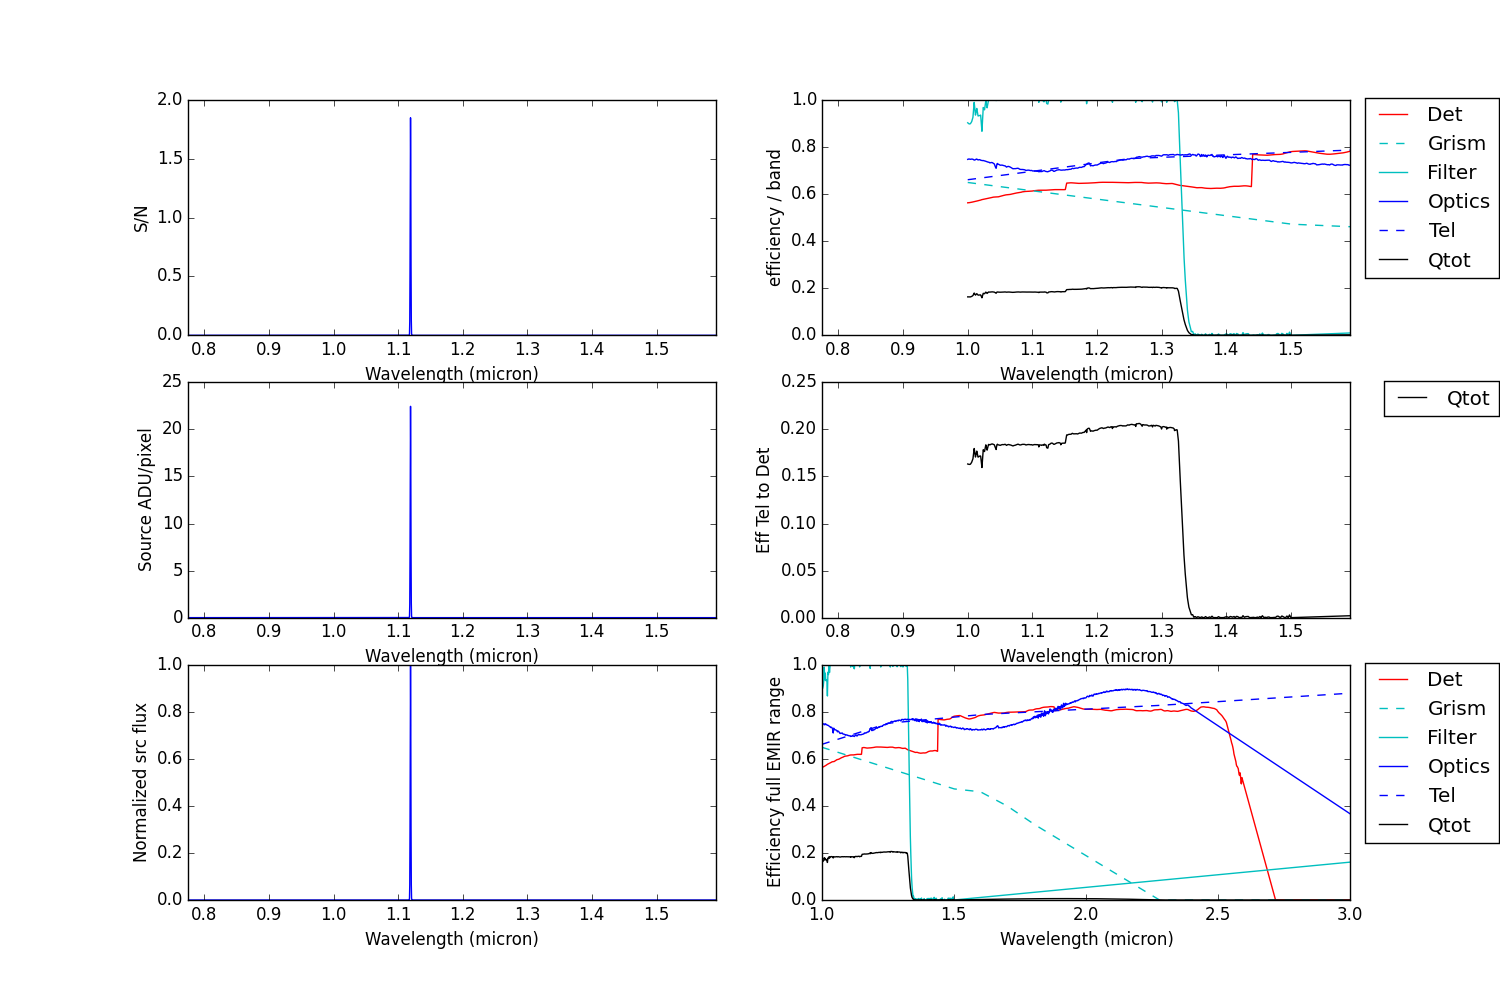 2.0
1.5
1.0
0.5
0.0
S/N
0.8 0.9 1.0 1.1 1.2 1.3 1.4 1.5
Wavelength (micron)
1.0
0.8
0.6
0.4
0.2
0.0
efficiency / band
0.8 0.9 1.0 1.1 1.2 1.3 1.4 1.5
Wavelength (micron)
Det
Grism
Filter
Optics
Tel
Qtot
25
20
15
10
5
0
Source ADU/pixel
0.8 0.9 1.0 1.1 1.2 1.3 1.4 1.5
Wavelength (micron)
0.25
0.20
0.15
0.10
0.05
0.00
Eff Tel to Det
0.8 0.9 1.0 1.1 1.2 1.3 1.4 1.5
Wavelength (micron)
Qtot
1.0
0.8
0.6
0.4
0.2
0.0
Normalized src flux
0.8 0.9 1.0 1.1 1.2 1.3 1.4 1.5
Wavelength (micron)
1.0
0.8
0.6
0.4
0.2
0.0
Efficiency full EMIR range
1.0 1.5 2.0 2.5 3.0
Wavelength (micron)
Det
Grism
Filter
Optics
Tel
Qtot